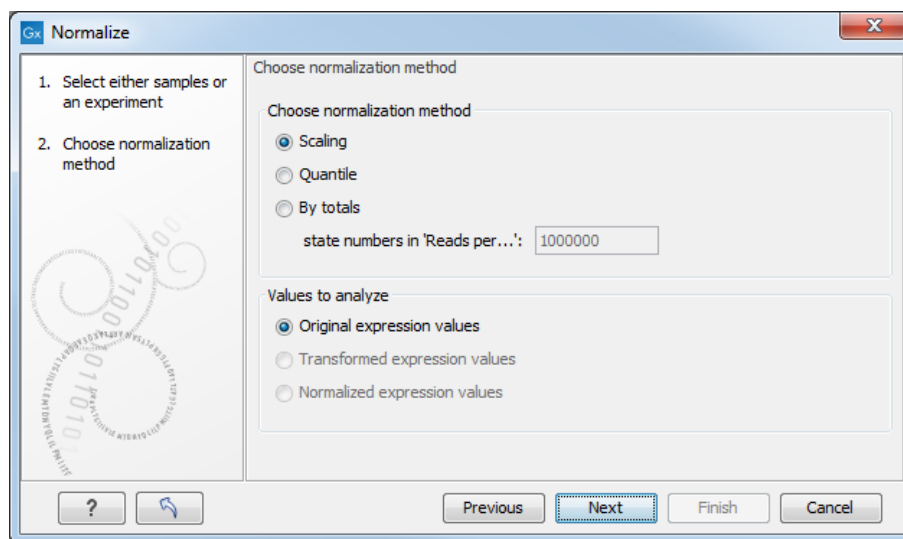 Gx Normalize
1. Select either samples or
an experiment
2. Choose normalization
method
Choose normalization method
Choose normalization method
Scaling
Quantile
By totals
state numbers in 'Reads per...': 1000000
Values to analyze
Original expression values
Transformed expression values
Normalized expression values
? Previous Next Finish Cancel